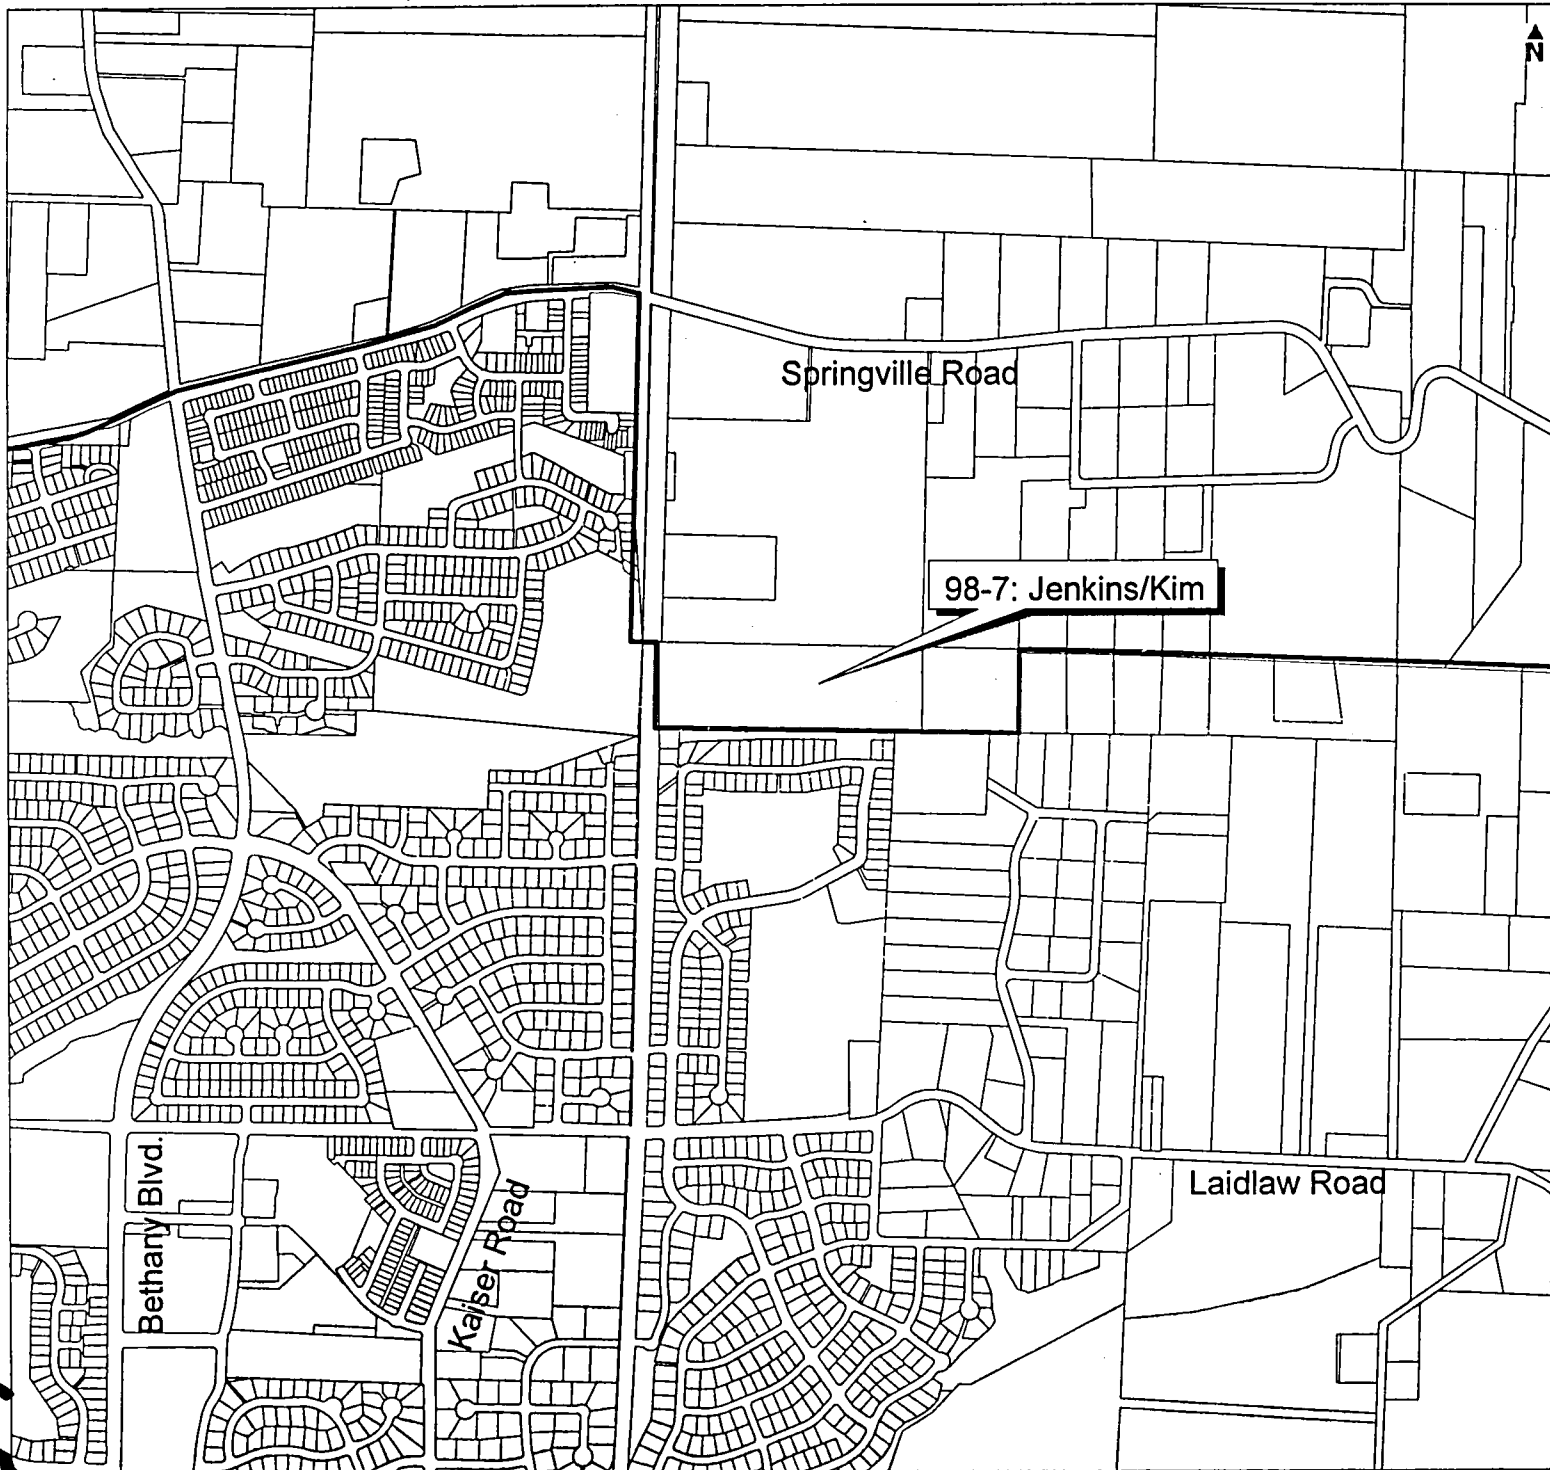 N
Springville Road
98-7: Jenkins/Kim
Laidlaw Road
Bethany Blvd.
Kaiser Road